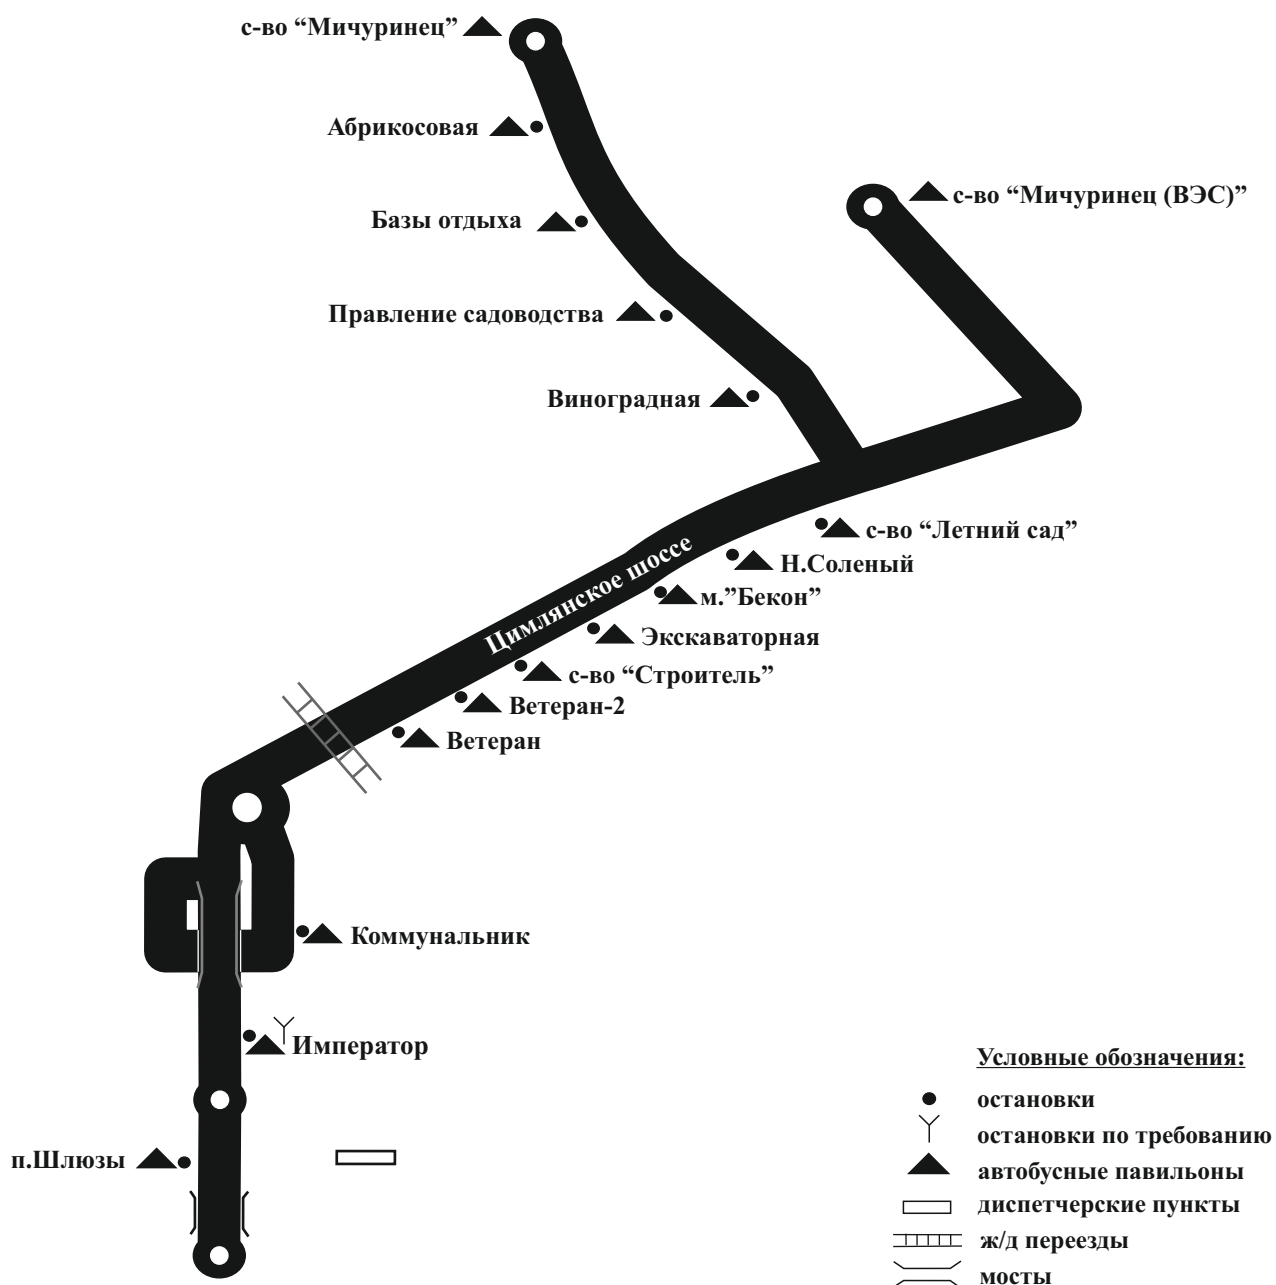 с-во “Мичуринец”
Абрикосовая
с-во “Мичуринец (ВЭС)”
Базы отдыха
Правление садоводства
Виноградная
с-во “Летний сад”
Н.Соленый
Цимлянское шоссе
м.”Бекон”
Экскаваторная
с-во “Строитель”
Ветеран-2
Ветеран
Коммунальник
Император
п.Шлюзы
Условные обозначения:
остановки
остановки по требованию
автобусные павильоны
диспетчерские пункты
ж/д переезды
мосты